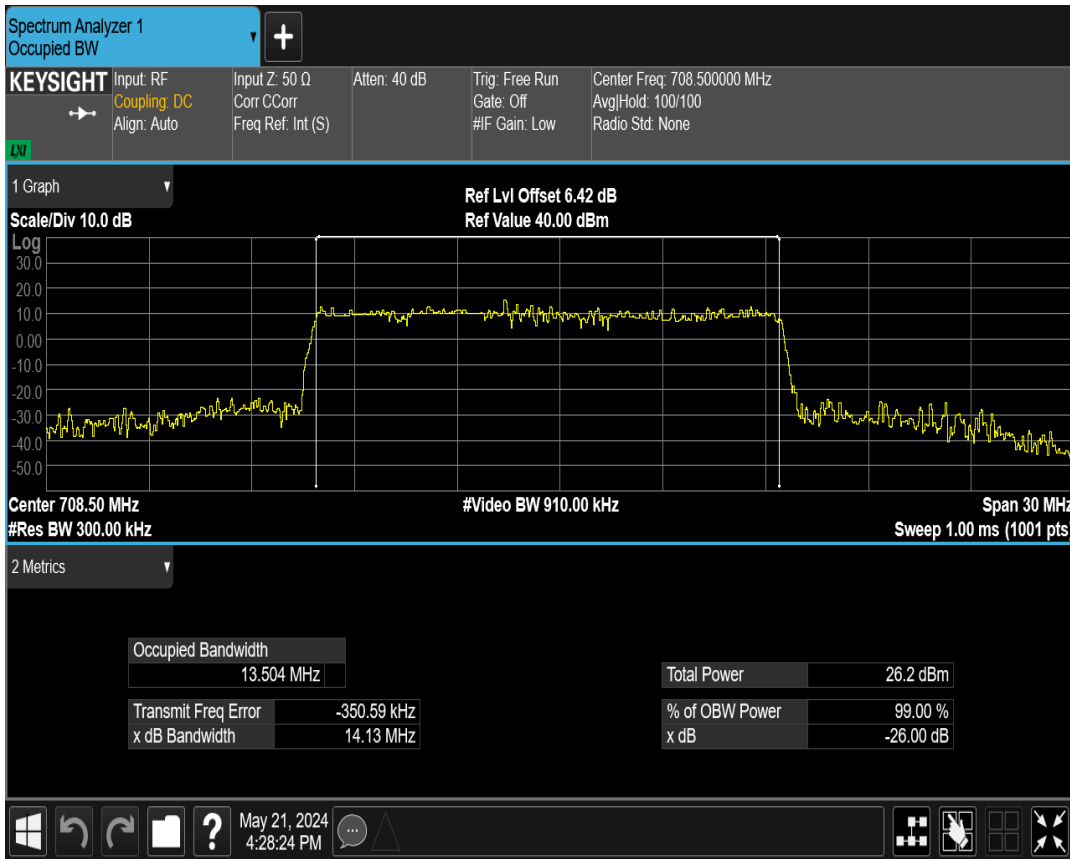 Spectrum Analyzer 1
Occupied BW
KEYSIGHT
LXI
Input: RF
Coupling: DC
Align: Auto
Input Z: 50 Ω
Corr CCorr
Freq Ref: Int (S)
Atten: 40 dB
Trig: Free Run
Gate: Off
#IF Gain: Low
Center Freq: 708.500000 MHz
Avg|Hold: 100/100
Radio Std: None
1 Graph
Scale/Div 10.0 dB
Ref Lvl Offset 6.42 dB
Ref Value 40.00 dBm
Log
30.0
20.0
10.0
0.00
-10.0
-20.0
-30.0
-40.0
-50.0
Center 708.50 MHz
#Res BW 300.00 kHz
#Video BW 910.00 kHz
Span 30 MHz
Sweep 1.00 ms (1001 pts)
2 Metrics
Occupied Bandwidth
13.504 MHz
Transmit Freq Error -350.59 kHz
x dB Bandwidth 14.13 MHz
Total Power 26.2 dBm
% of OBW Power 99.00 %
x dB -26.00 dB
?
May 21, 2024
4:28:24 PM